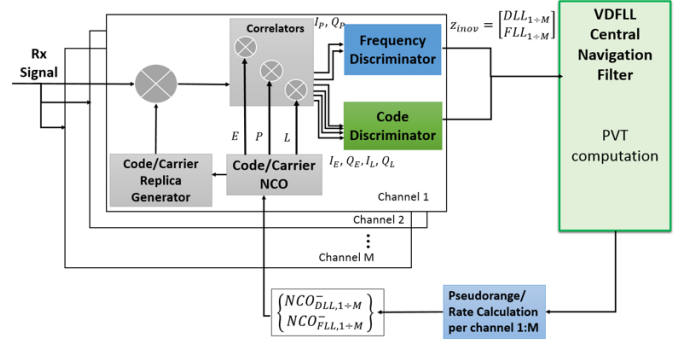 Rx
Signal
Correlators
I_P, Q_P
Frequency
Discriminator
Code
Discriminator
E
P
L
I_E, Q_E, I_L, Q_L
Code/Carrier
Replica
Generator
Code/Carrier
NCO
Channel 1
Channel 2
⋮
Channel M
z_inov = [DLL_1÷M
FLL_1÷M]
VDFLL
Central
Navigation
Filter
PVT
computation
Pseudorange/
Rate Calculation
per channel 1:M
{NCO^-_DLL,1÷M
NCO^-_FLL,1÷M}